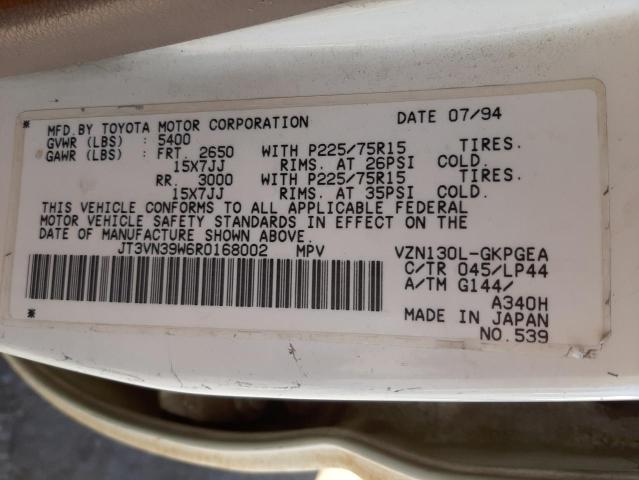 * MFD.BY TOYOTA MOTOR CORPORATION DATE 07/94
GVWR (LBS) : 5400
GAWR (LBS) : FRT. 2650 WITH P225/75R15 TIRES.
15X7JJ RIMS. AT 26PSI COLD.
RR. 3000 WITH P225/75R15 TIRES.
15X7JJ RIMS. AT 35PSI COLD.
THIS VEHICLE CONFORMS TO ALL APPLICABLE FEDERAL
MOTOR VEHICLE SAFETY STANDARDS IN EFFECT ON THE
DATE OF MANUFACTURE SHOWN ABOVE.
JT3VN39W6R0168002 MPV VZN130L-GKPGEA
C/TR 045/LP44
A/TM G144/
A340H
* MADE IN JAPAN
NO.539